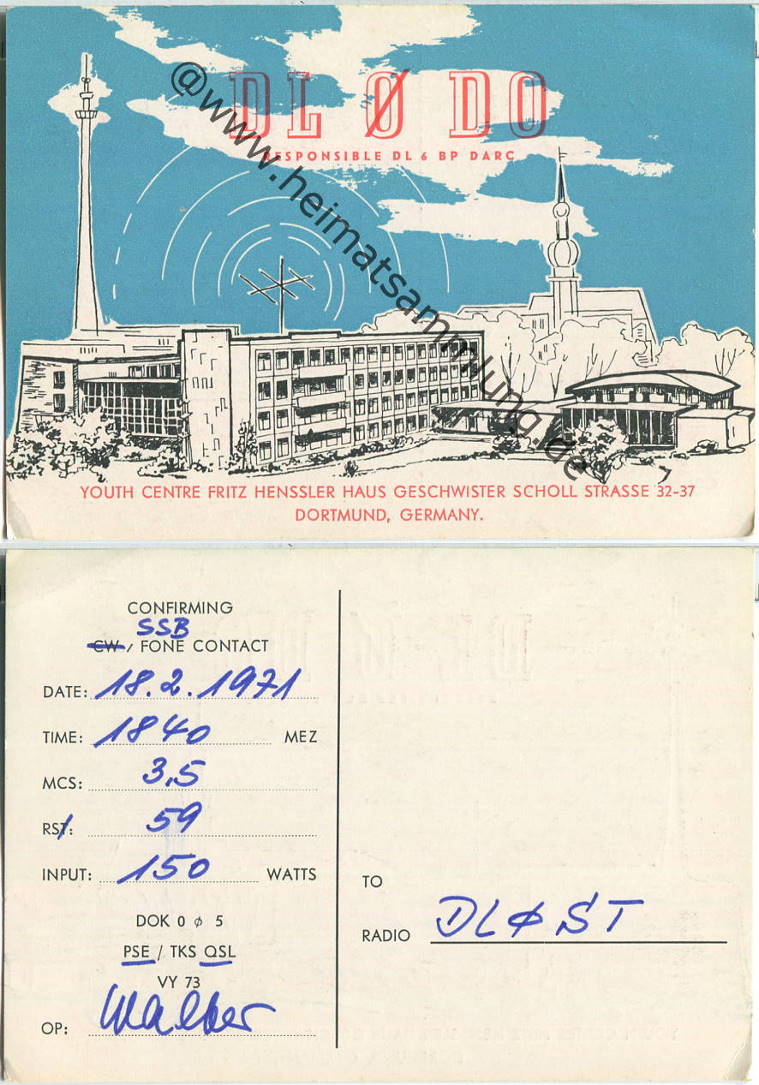 DL Ø DO
RESPONSIBLE DL 6 BP DARC
@www.heimatsammlung.de
YOUTH CENTRE FRITZ HENSSLER HAUS GESCHWISTER SCHOLL STRASSE 32-37
DORTMUND, GERMANY.
CONFIRMING
SSB
CW / FONE CONTACT
DATE: 18.2.1971
TIME: 1840 MEZ
MCS: 3,5
RST: 59
INPUT: 150 WATTS
DOK 0 ø 5
PSE / TKS QSL
VY 73
OP: Walter
TO
RADIO DLØST